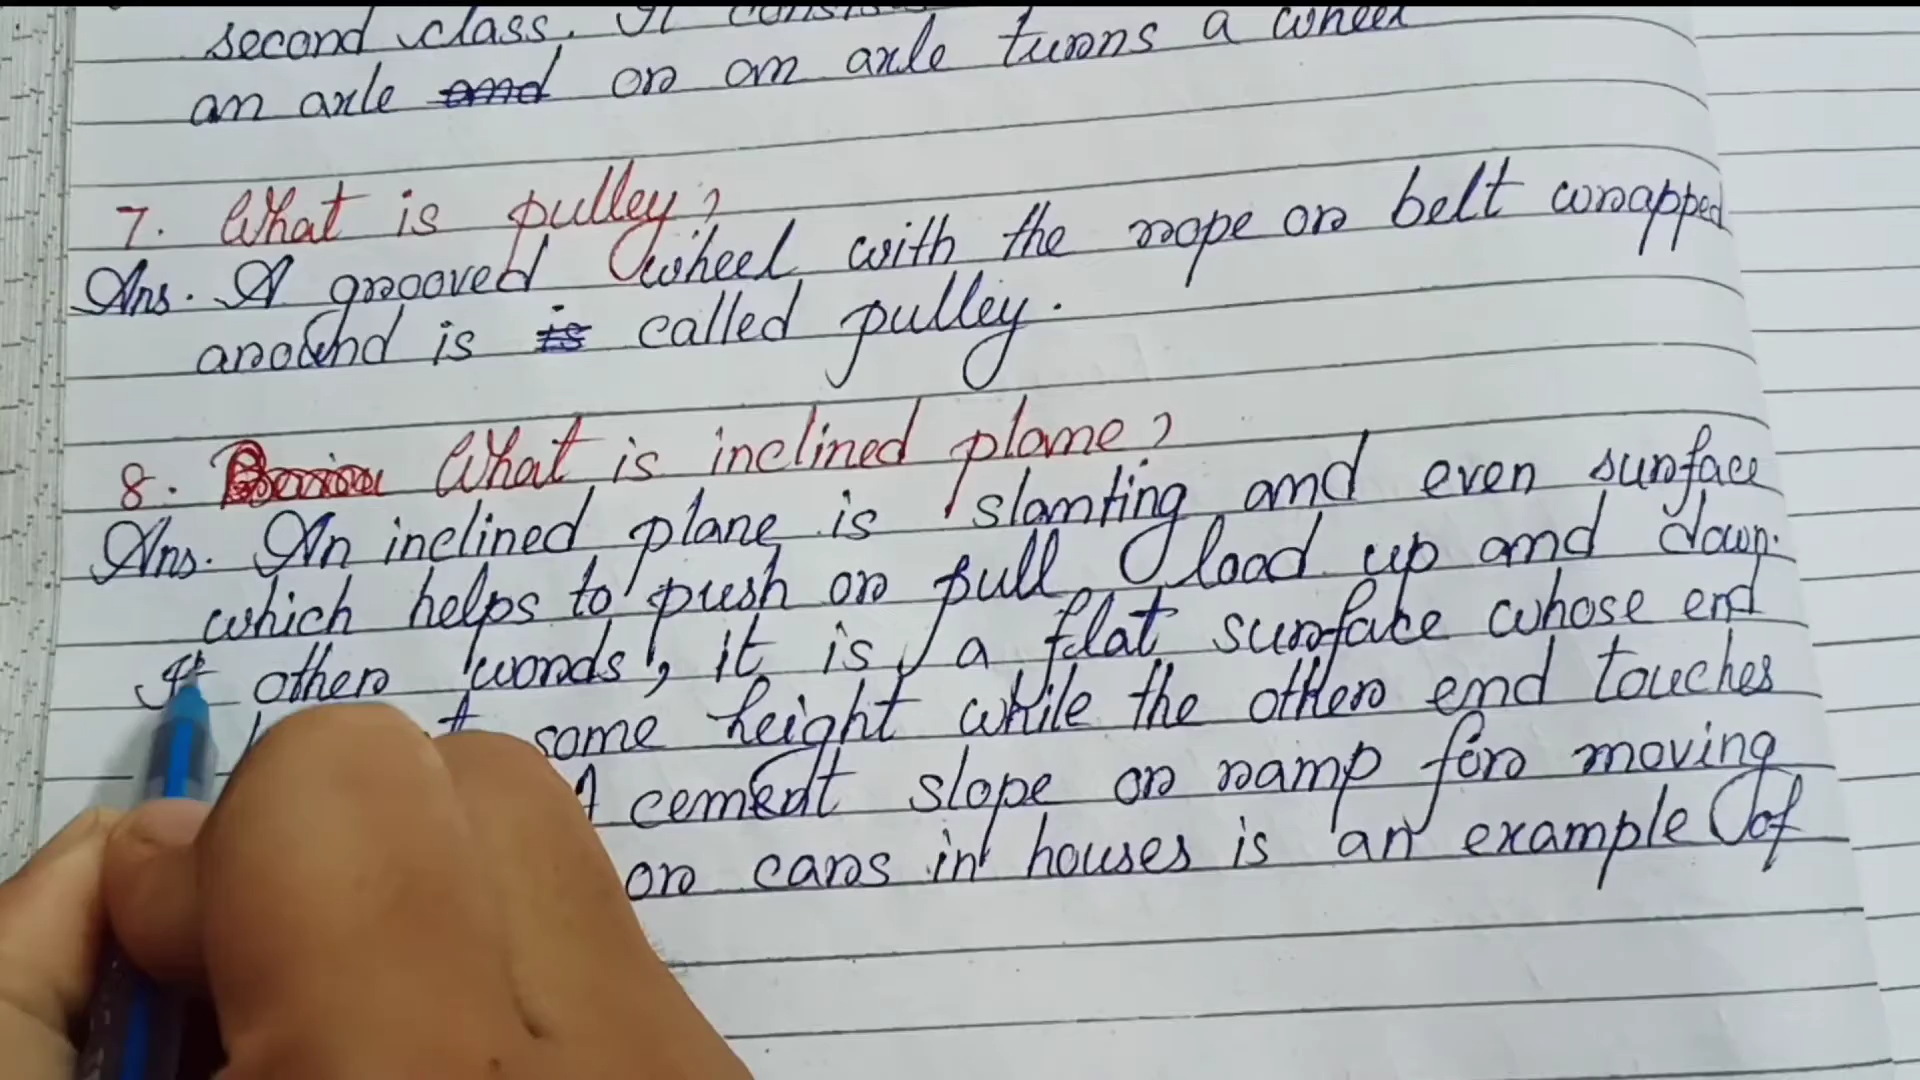 second class. It consists
an axle and or an axle turns a wheel
7. What is pulley?
Ans. A grooved wheel with the rope or belt wrapped
around is is called pulley.
8. What is inclined plane?
Ans. An inclined plane is slanting and even surface
which helps to push or pull load up and down.
other words, it is a flat surface whose end
some height while the other end touches
A cement slope or ramp for moving
or cars in houses is an example of